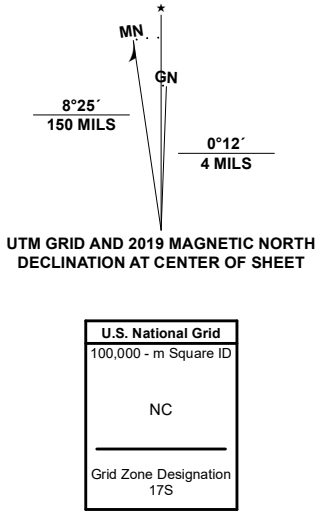 MN
GN
8°25´
150 MILS
0°12´
4 MILS
UTM GRID AND 2019 MAGNETIC NORTH
DECLINATION AT CENTER OF SHEET
U.S. National Grid
100,000 - m Square ID
NC
Grid Zone Designation
17S